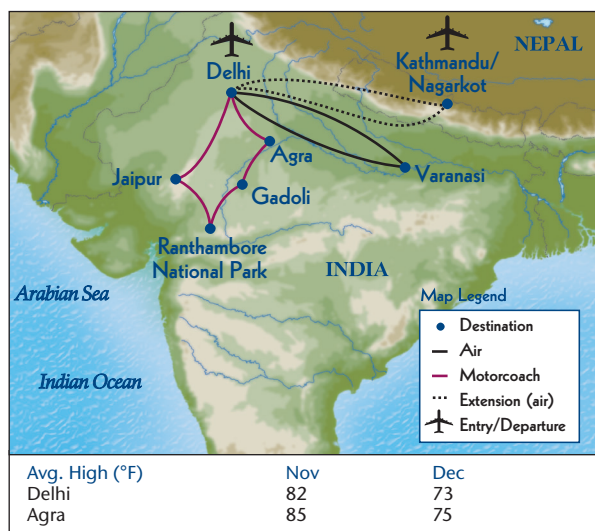 NEPAL
Kathmandu/
Nagarkot
Delhi
Agra
Varanasi
Jaipur
Gadoli
Ranthambore
National Park
INDIA
Arabian Sea
Indian Ocean
Map Legend
Destination
Air
Motorcoach
Extension (air)
Entry/Departure
Avg. High (°F) Nov Dec
Delhi 82 73
Agra 85 75